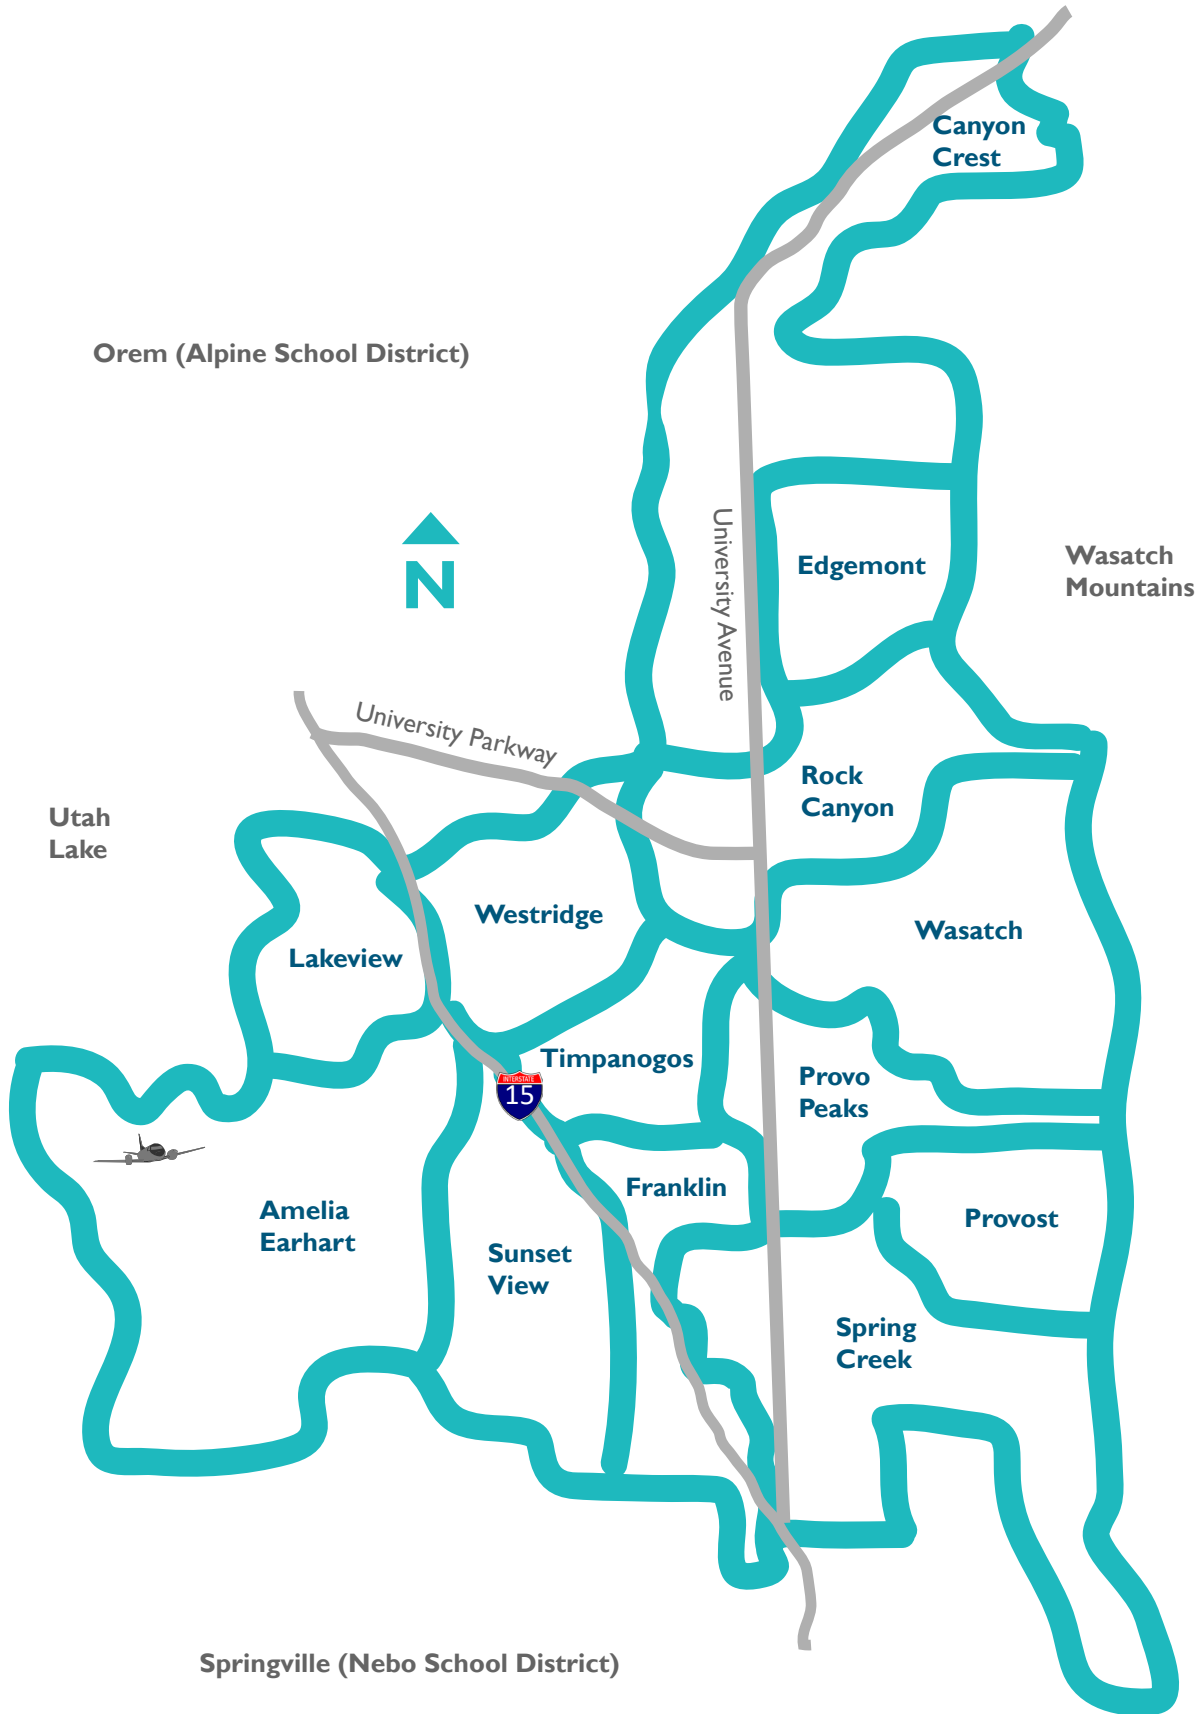 Canyon
Crest
Orem (Alpine School District)
N
University Avenue
Edgemont
Wasatch
Mountains
University Parkway
Rock
Canyon
Utah
Lake
Westridge
Wasatch
Lakeview
Timpanogos
INTERSTATE
15
Provo
Peaks
Franklin
Amelia
Earhart
Provost
Sunset
View
Spring
Creek
Springville (Nebo School District)